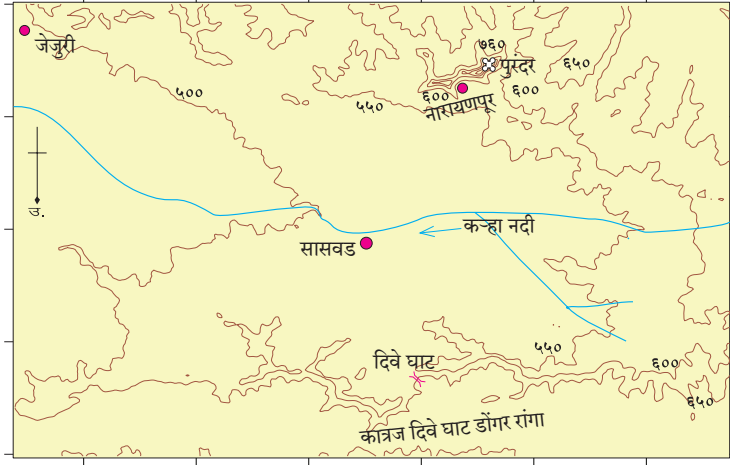 जेजुरी
७६०
पुरंदर
६५०
५००
५५०
६००
६००
नारायणपूर
उ.
सासवड
कऱ्हा नदी
दिवे घाट
५५०
६००
६५०
कात्रज दिवे घाट डोंगर रांगा